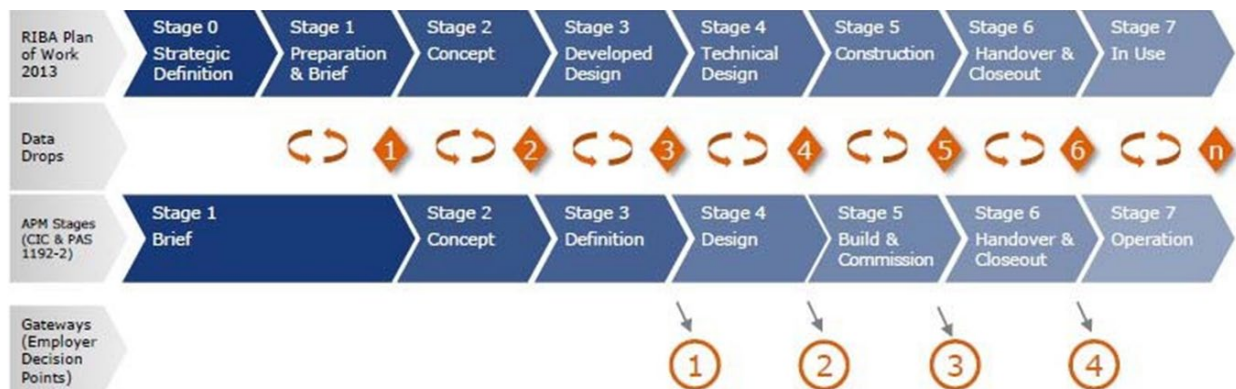 RIBA Plan
of Work
2013
Stage 0
Strategic
Definition
Stage 1
Preparation
& Brief
Stage 2
Concept
Stage 3
Developed
Design
Stage 4
Technical
Design
Stage 5
Construction
Stage 6
Handover &
Closeout
Stage 7
In Use
Data
Drops
1
2
3
4
5
6
n
APM Stages
(CIC & PAS
1192-2)
Stage 1
Brief
Stage 2
Concept
Stage 3
Definition
Stage 4
Design
Stage 5
Build &
Commission
Stage 6
Handover &
Closeout
Stage 7
Operation
Gateways
(Employer
Decision
Points)
1
2
3
4